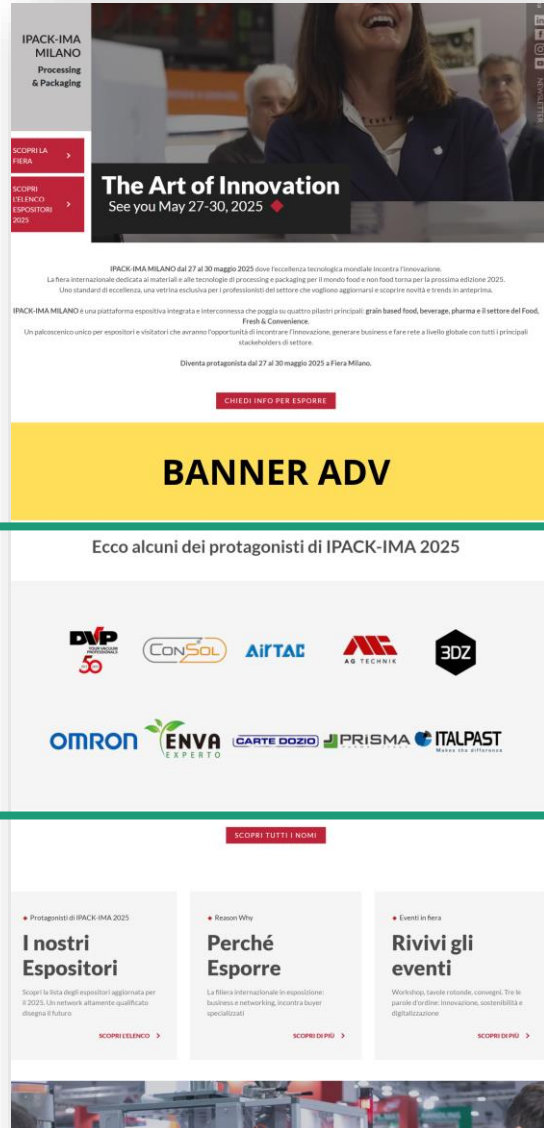 IPACK-IMA
MILANO
Processing
& Packaging
NEWSLETTER
SCOPRI LA
FIERA
SCOPRI
L'ELENCO
ESPOSITORI
2025
The Art of Innovation
See you May 27-30, 2025
IPACK-IMA MILANO dal 27 al 30 maggio 2025 dove l'eccellenza tecnologica mondiale incontra l'innovazione.
La fiera internazionale dedicata ai materiali e alle tecnologie di processing e packaging per il mondo food e non food torna per la prossima edizione 2025.
Uno standard di eccellenza, una vetrina esclusiva per i professionisti del settore che vogliono aggiornarsi e scoprire novità e trends in anteprima.
IPACK-IMA MILANO è una piattaforma espositiva integrata e interconnessa che poggia su quattro pilastri principali: grain based food, beverage, pharma e il settore del Food,
Fresh & Convenience.
Un palcoscenico unico per espositori e visitatori che avranno l'opportunità di incontrare l'innovazione, generare business e fare rete a livello globale con tutti i principali
stackeholders di settore.
Diventa protagonista dal 27 al 30 maggio 2025 a Fiera Milano.
CHIEDI INFO PER ESPORRE
BANNER ADV
Ecco alcuni dei protagonisti di IPACK-IMA 2025
DVP
YOUR VACUUM
PROFESSIONALS
50
CONSOL
AirTAC
AG TECHNIK
3DZ
OMRON
ENVA
EXPERTO
CARTE DOZIO
PRISMA
ITALPAST
Makes the difference
SCOPRI TUTTI I NOMI
Protagonisti di IPACK-IMA 2025
I nostri
Espositori
Scopri la lista degli espositori aggiornata per
il 2025. Un network altamente qualificato
disegna il futuro
SCOPRI L'ELENCO
Reason Why
Perché
Esporre
La filiera internazionale in esposizione:
business e networking, incontra buyer
specializzati
SCOPRI DI PIÙ
Eventi in fiera
Rivivi gli
eventi
Workshop, tavole rotonde, convegni. Tre le
parole d'ordine: innovazione, sostenibilità e
digitalizzazione
SCOPRI DI PIÙ